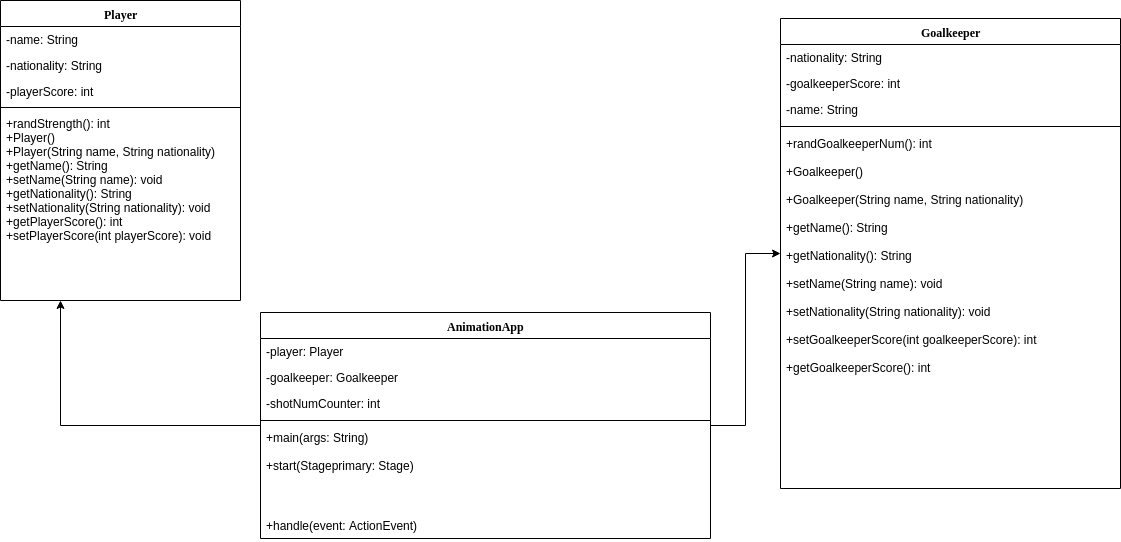 Player
-name: String
-nationality: String
-playerScore: int
+randStrength(): int
+Player()
+Player(String name, String nationality)
+getName(): String
+setName(String name): void
+getNationality(): String
+setNationality(String nationality): void
+getPlayerScore(): int
+setPlayerScore(int playerScore): void
AnimationApp
-player: Player
-goalkeeper: Goalkeeper
-shotNumCounter: int
+main(args: String)
+start(Stageprimary: Stage)
+handle(event: ActionEvent)
Goalkeeper
-nationality: String
-goalkeeperScore: int
-name: String
+randGoalkeeperNum(): int
+Goalkeeper()
+Goalkeeper(String name, String nationality)
+getName(): String
+getNationality(): String
+setName(String name): void
+setNationality(String nationality): void
+setGoalkeeperScore(int goalkeeperScore): int
+getGoalkeeperScore(): int